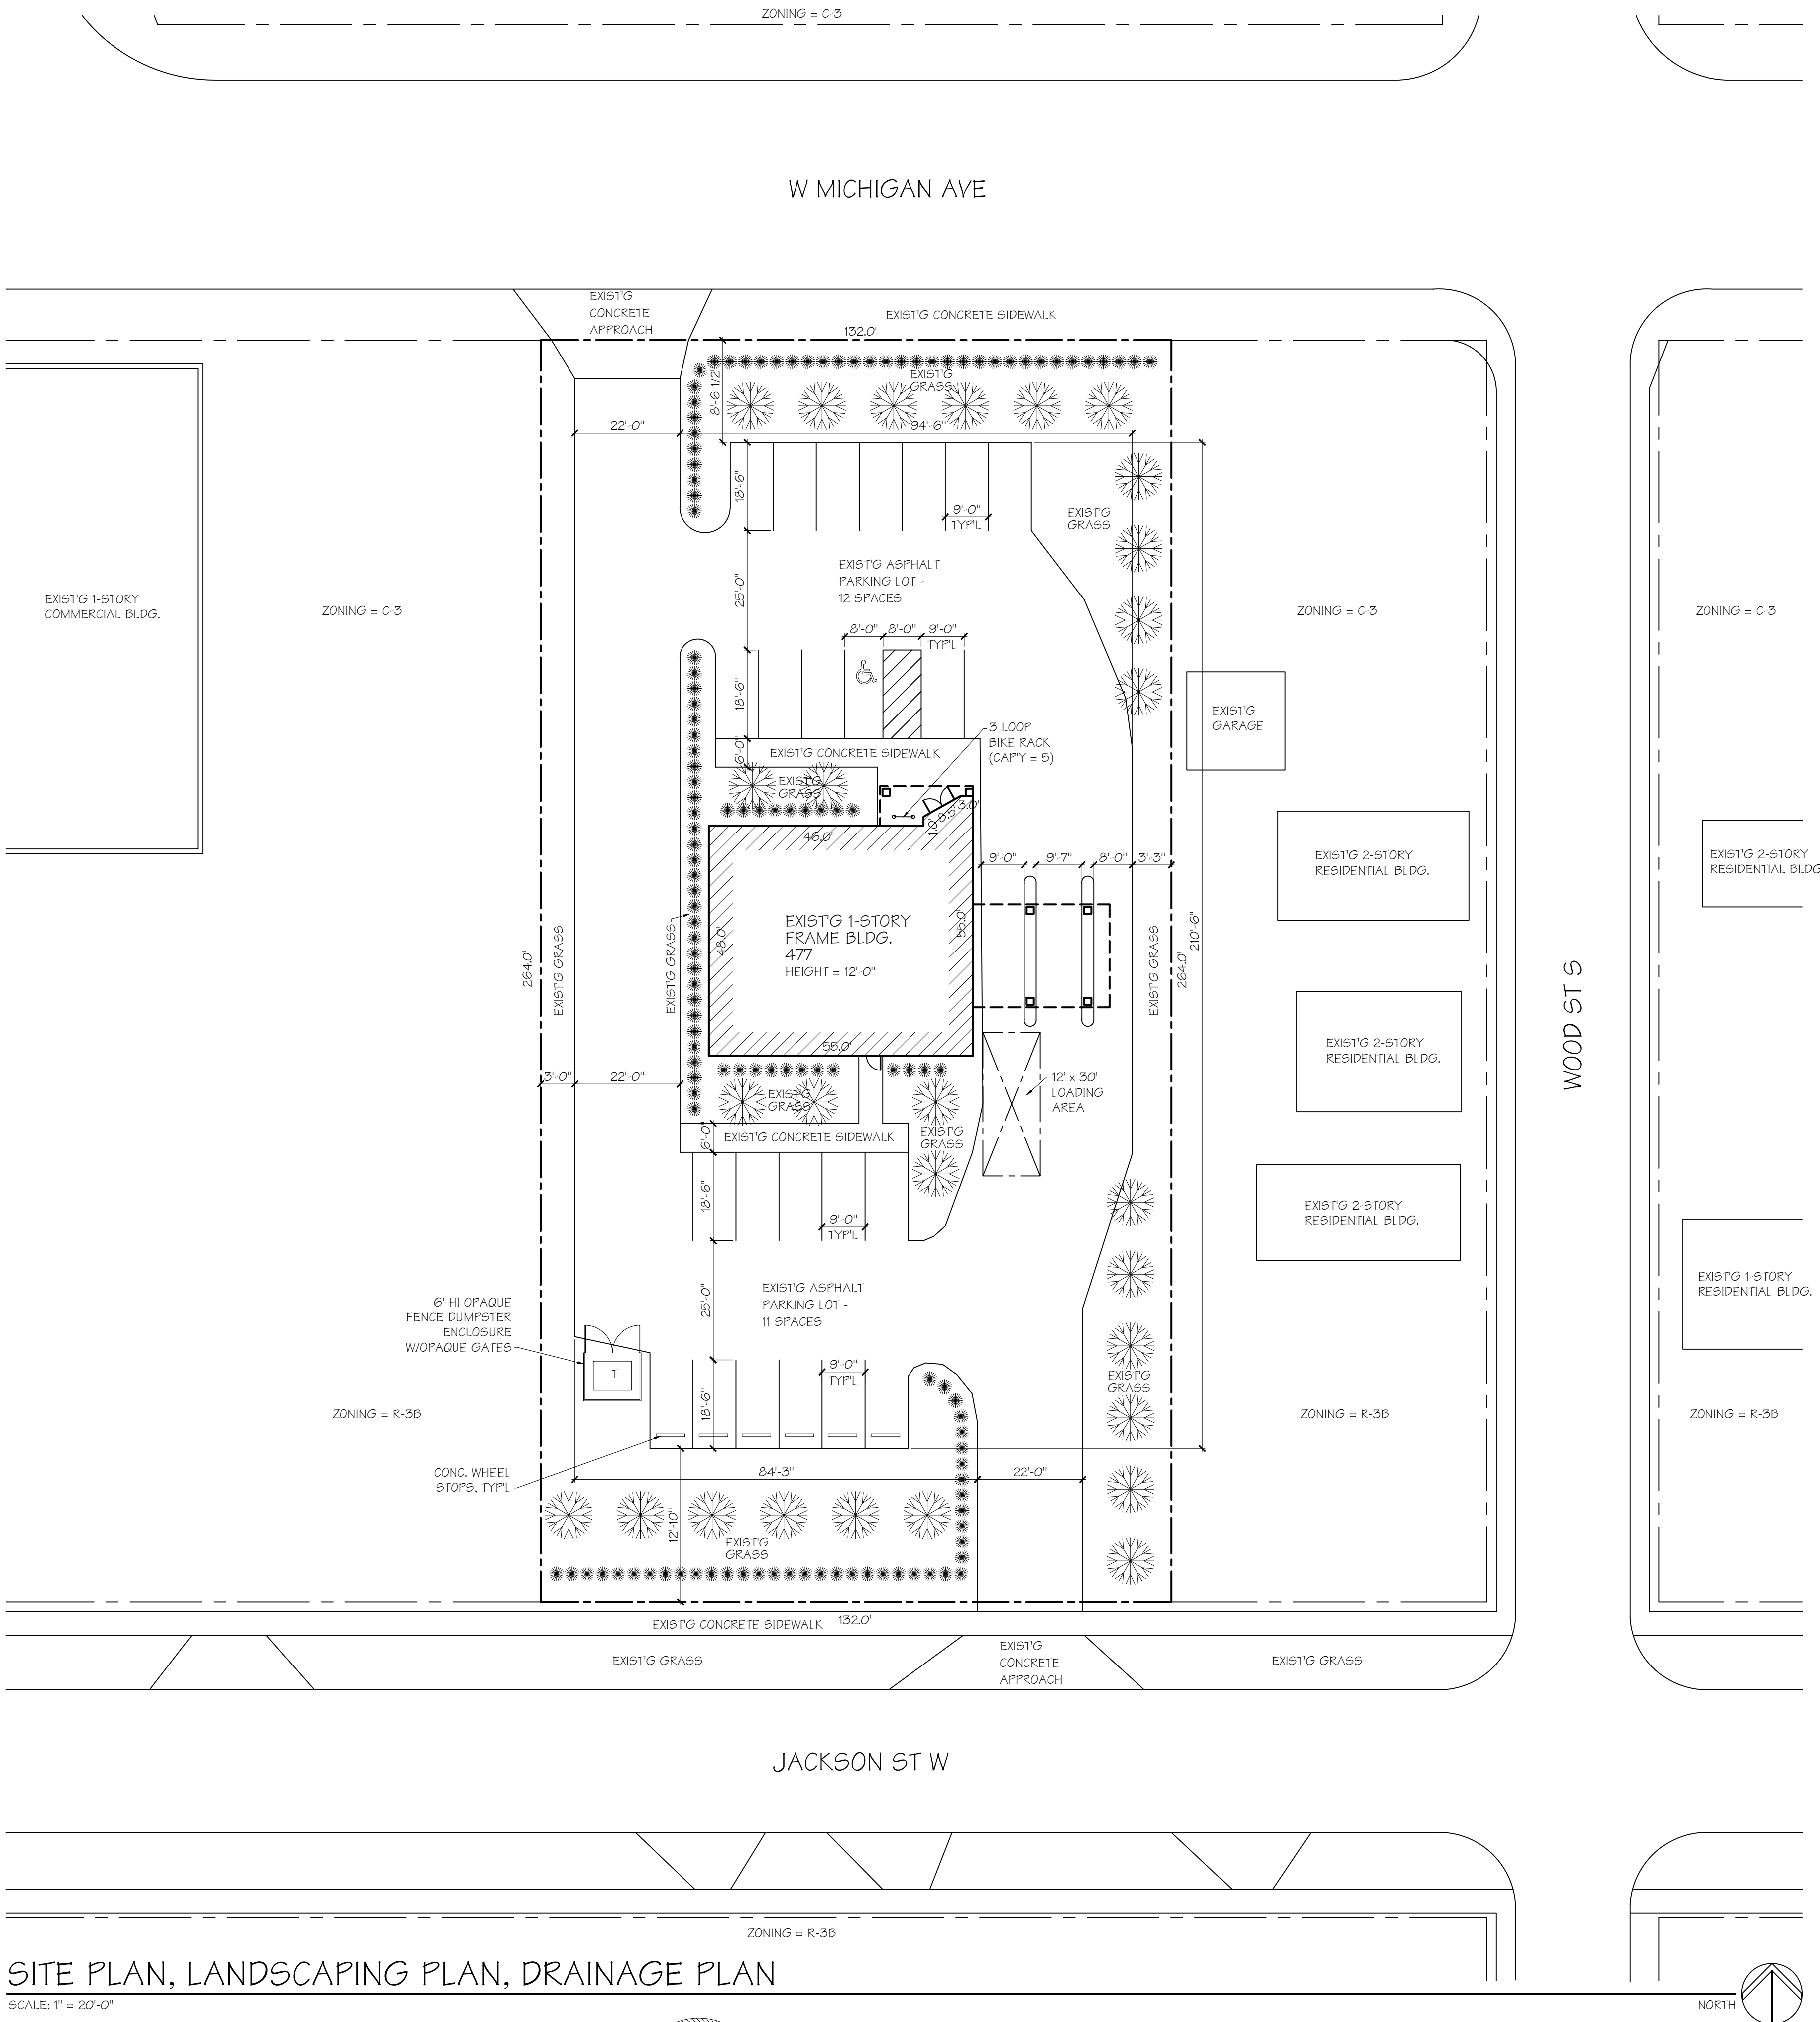 ZONING = C-3
W MICHIGAN AVE
EXIST'G
CONCRETE
APPROACH
EXIST'G CONCRETE SIDEWALK
132.0'
8'-6 1/2"
EXIST'G
GRASS
22'-0"
94'-6"
18'-6"
9'-0"
TYP'L
EXIST'G
GRASS
EXIST'G ASPHALT
PARKING LOT -
12 SPACES
25'-0"
EXIST'G 1-STORY
COMMERCIAL BLDG.
ZONING = C-3
ZONING = C-3
ZONING = C-3
8'-0"
8'-0"
9'-0"
TYP'L
18'-6"
EXIST'G
GARAGE
3 LOOP
BIKE RACK
(CAP'Y = 5)
6'-0"
EXIST'G CONCRETE SIDEWALK
EXIST'G
GRASS
46.0'
1.0'
8.5'
3.0'
9'-0"
9'-7"
8'-0"
3'-3"
EXIST'G 2-STORY
RESIDENTIAL BLDG.
EXIST'G 2-STORY
RESIDENTIAL BLDG
EXIST'G 1-STORY
FRAME BLDG.
477
HEIGHT = 12'-0"
48.0'
55.0'
55.0'
264.0'
EXIST'G GRASS
EXIST'G GRASS
EXIST'G GRASS
264.0'
210'-6"
WOOD ST S
EXIST'G 2-STORY
RESIDENTIAL BLDG.
3'-0"
22'-0"
12' x 30'
LOADING
AREA
EXIST'G
GRASS
6'-0"
EXIST'G CONCRETE SIDEWALK
EXIST'G
GRASS
18'-6"
9'-0"
TYP'L
EXIST'G 2-STORY
RESIDENTIAL BLDG.
EXIST'G 1-STORY
RESIDENTIAL BLDG.
25'-0"
EXIST'G ASPHALT
PARKING LOT -
11 SPACES
6' HI OPAQUE
FENCE DUMPSTER
ENCLOSURE
W/OPAQUE GATES
T
9'-0"
TYP'L
18'-6"
EXIST'G
GRASS
ZONING = R-3B
ZONING = R-3B
ZONING = R-3B
CONC. WHEEL
STOPS, TYP'L
84'-3"
22'-0"
12'-10"
EXIST'G
GRASS
EXIST'G CONCRETE SIDEWALK
132.0'
EXIST'G GRASS
EXIST'G
CONCRETE
APPROACH
EXIST'G GRASS
JACKSON ST W
ZONING = R-3B
SITE PLAN, LANDSCAPING PLAN, DRAINAGE PLAN
SCALE: 1" = 20'-0"
NORTH